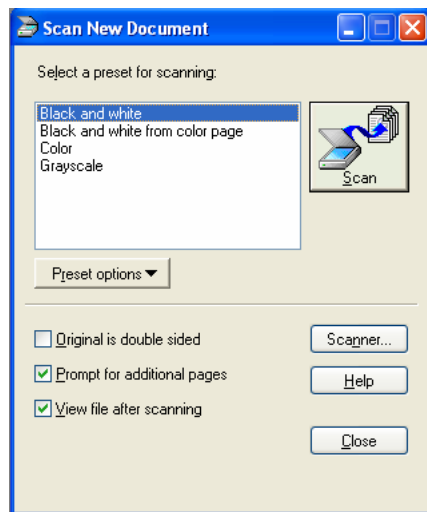 Scan New Document
Select a preset for scanning:
Black and white
Black and white from color page
Color
Grayscale
Scan
Preset options
Original is double sided
Scanner...
Prompt for additional pages
Help
View file after scanning
Close